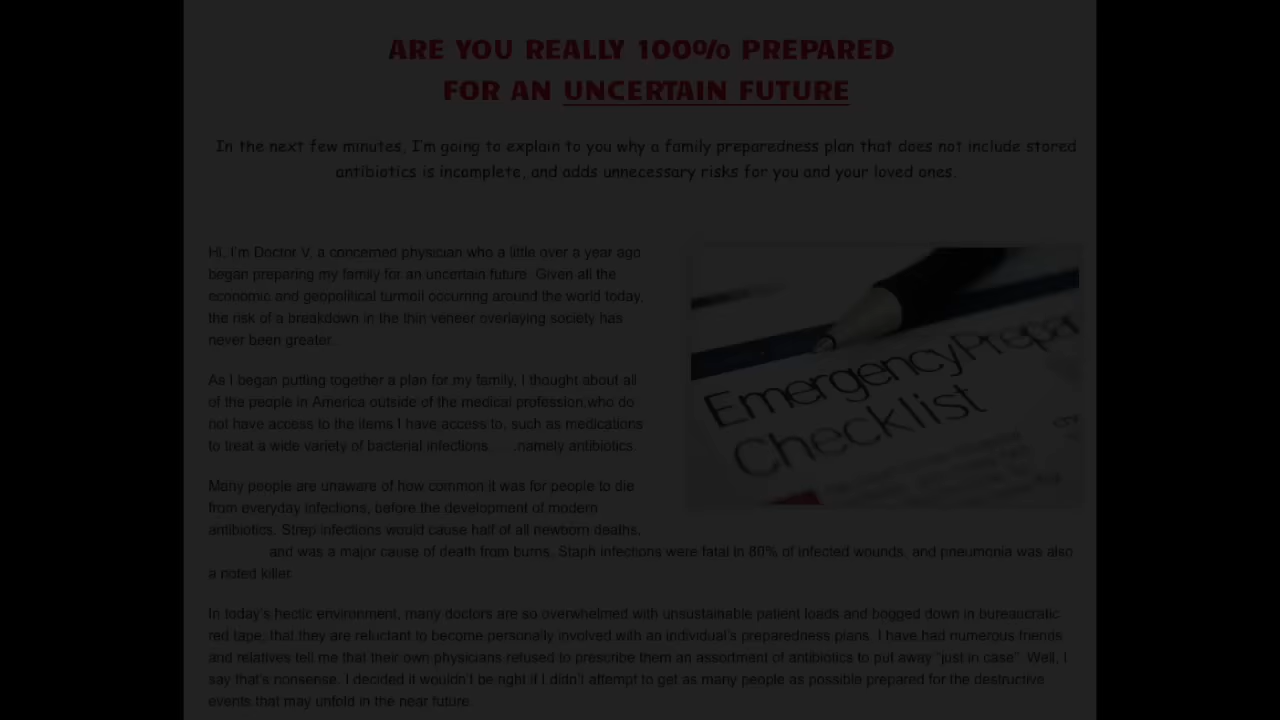 ARE YOU REALLY 100% PREPARED
FOR AN UNCERTAIN FUTURE
In the next few minutes, I'm going to explain to you why a family preparedness plan that does not include stored
antibiotics is incomplete, and adds unnecessary risks for you and your loved ones.
Hi, I'm Doctor V, a concerned physician who a little over a year ago
began preparing my family for an uncertain future. Given all the
economic and geopolitical turmoil occurring around the world today,
the risk of a breakdown in the thin veneer overlaying society has
never been greater.
As I began putting together a plan for my family, I thought about all
of the people in America outside of the medical profession who do
not have access to the items I have access to, such as medications
to treat a wide variety of bacterial infections. . . .namely antibiotics.
Many people are unaware of how common it was for people to die
from everyday infections, before the development of modern
antibiotics. Strep infections would cause half of all newborn deaths,
and was a major cause of death from burns. Staph infections were fatal in 80% of infected wounds, and pneumonia was also
a noted killer.
In today's hectic environment, many doctors are so overwhelmed with unsustainable patient loads and bogged down in bureaucratic
red tape, that they are reluctant to become personally involved with an individual's preparedness plans. I have had numerous friends
and relatives tell me that their own physicians refused to prescribe them an assortment of antibiotics to put away "just in case". Well, I
say that's nonsense. I decided it wouldn't be right if I didn't attempt to get as many people as possible prepared for the destructive
events that may unfold in the near future.
Emergency Prepar
Checklist